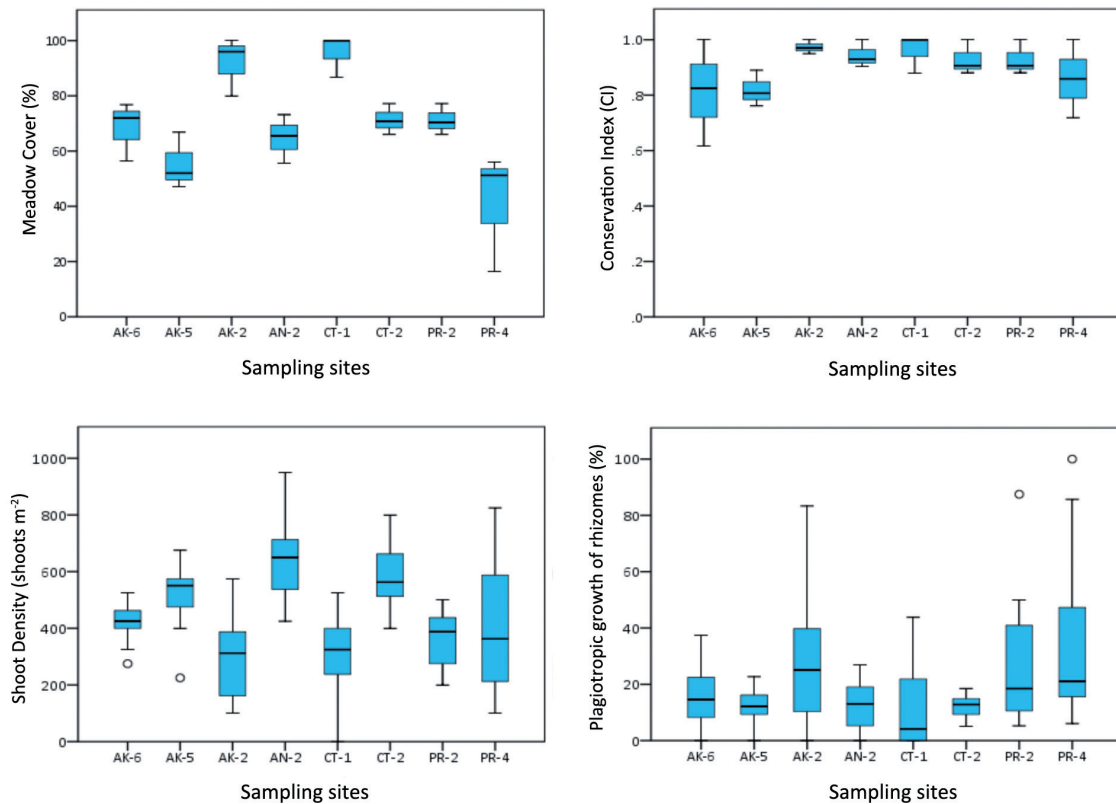 Meadow Cover (%)
100
80
60
40
20
0
AK-6 AK-5 AK-2 AN-2 CT-1 CT-2 PR-2 PR-4
Sampling sites
Conservation Index (CI)
1.0
.8
.6
.4
.2
.0
AK-6 AK-5 AK-2 AN-2 CT-1 CT-2 PR-2 PR-4
Sampling sites
Shoot Density (shoots m⁻²)
1000
800
600
400
200
0
AK-6 AK-5 AK-2 AN-2 CT-1 CT-2 PR-2 PR-4
Sampling sites
Plagiotropic growth of rhizomes (%)
100
80
60
40
20
0
AK-6 AK-5 AK-2 AN-2 CT-1 CT-2 PR-2 PR-4
Sampling sites